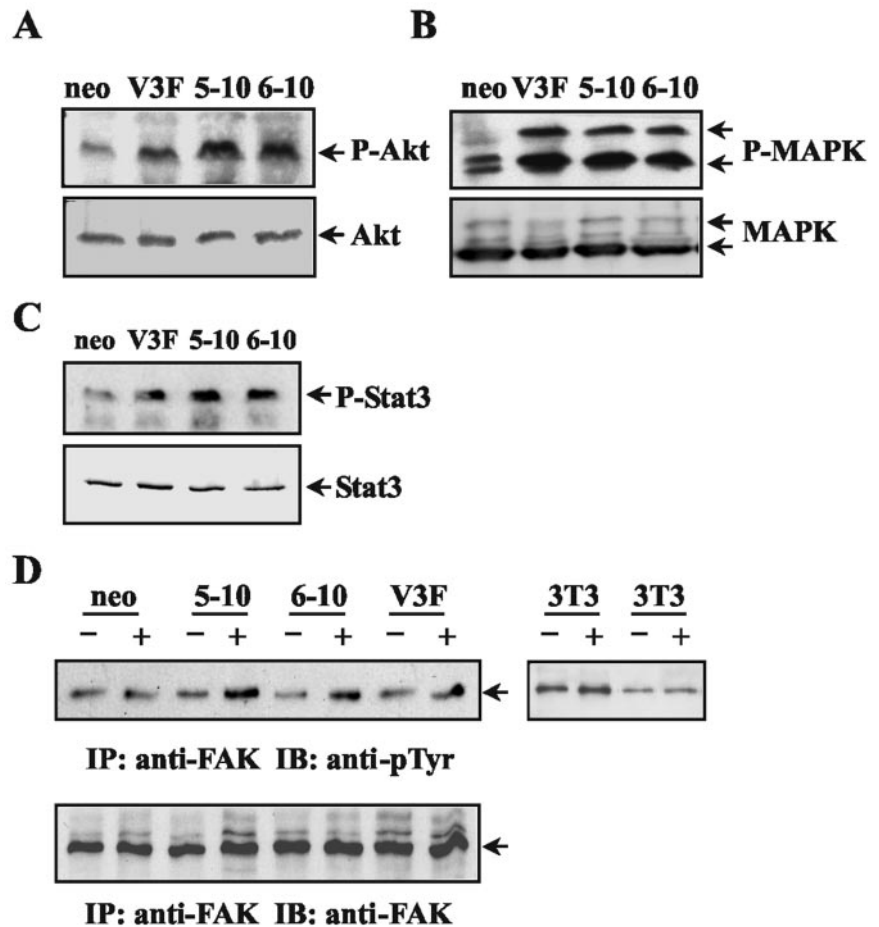 A
neo V3F 5-10 6-10
P-Akt
Akt
B
neo V3F 5-10 6-10
P-MAPK
MAPK
C
neo V3F 5-10 6-10
P-Stat3
Stat3
D
neo 5-10 6-10 V3F 3T3 3T3
− + − + − + − + − + − +
IP: anti-FAK IB: anti-pTyr
IP: anti-FAK IB: anti-FAK